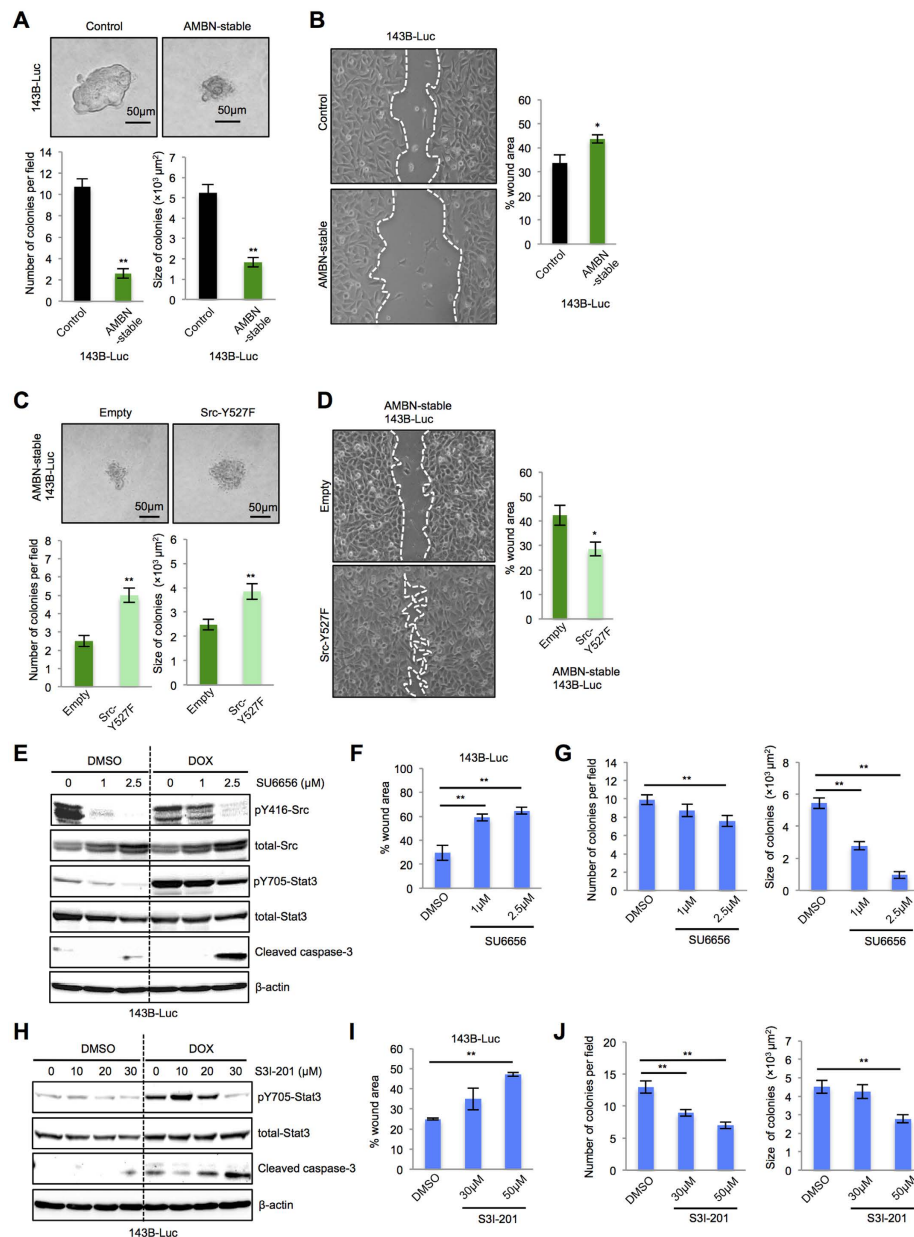 A
Control
AMBN-stable
143B-Luc
50μm
50μm
Number of colonies per field
12
10
8
6
4
2
0
**
Control
AMBN
-stable
143B-Luc
Size of colonies (×10³ μm²)
6
5
4
3
2
1
0
**
Control
AMBN
-stable
143B-Luc
B
143B-Luc
Control
AMBN-stable
% wound area
60
50
40
30
20
10
0
*
Control
AMBN
-stable
143B-Luc
C
Empty
Src-Y527F
AMBN-stable
143B-Luc
50μm
50μm
Number of colonies per field
6
5
4
3
2
1
0
**
Empty
Src-
Y527F
Size of colonies (×10³ μm²)
5
4
3
2
1
0
**
Empty
Src-
Y527F
D
AMBN-stable
143B-Luc
Empty
Src-Y527F
% wound area
60
50
40
30
20
10
0
*
Empty
Src-
Y527F
AMBN-stable
143B-Luc
E
DMSO
DOX
0 1 2.5 0 1 2.5 SU6656 (μM)
pY416-Src
total-Src
pY705-Stat3
total-Stat3
Cleaved caspase-3
β-actin
143B-Luc
F
143B-Luc
% wound area
100
80
60
40
20
0
**
**
DMSO
1μM
2.5μM
SU6656
G
Number of colonies per field
14
12
10
8
6
4
2
0
**
DMSO
1μM
2.5μM
SU6656
Size of colonies (×10³ μm²)
8
6
4
2
0
**
**
DMSO
1μM
2.5μM
SU6656
H
DMSO
DOX
0 10 20 30 0 10 20 30 S3I-201 (μM)
pY705-Stat3
total-Stat3
Cleaved caspase-3
β-actin
143B-Luc
I
143B-Luc
% wound area
60
50
40
30
20
10
0
**
DMSO
30μM
50μM
S3I-201
J
Number of colonies per field
20
15
10
5
0
**
**
DMSO
30μM
50μM
S3I-201
Size of colonies (×10³ μm²)
6
5
4
3
2
1
0
**
DMSO
30μM
50μM
S3I-201